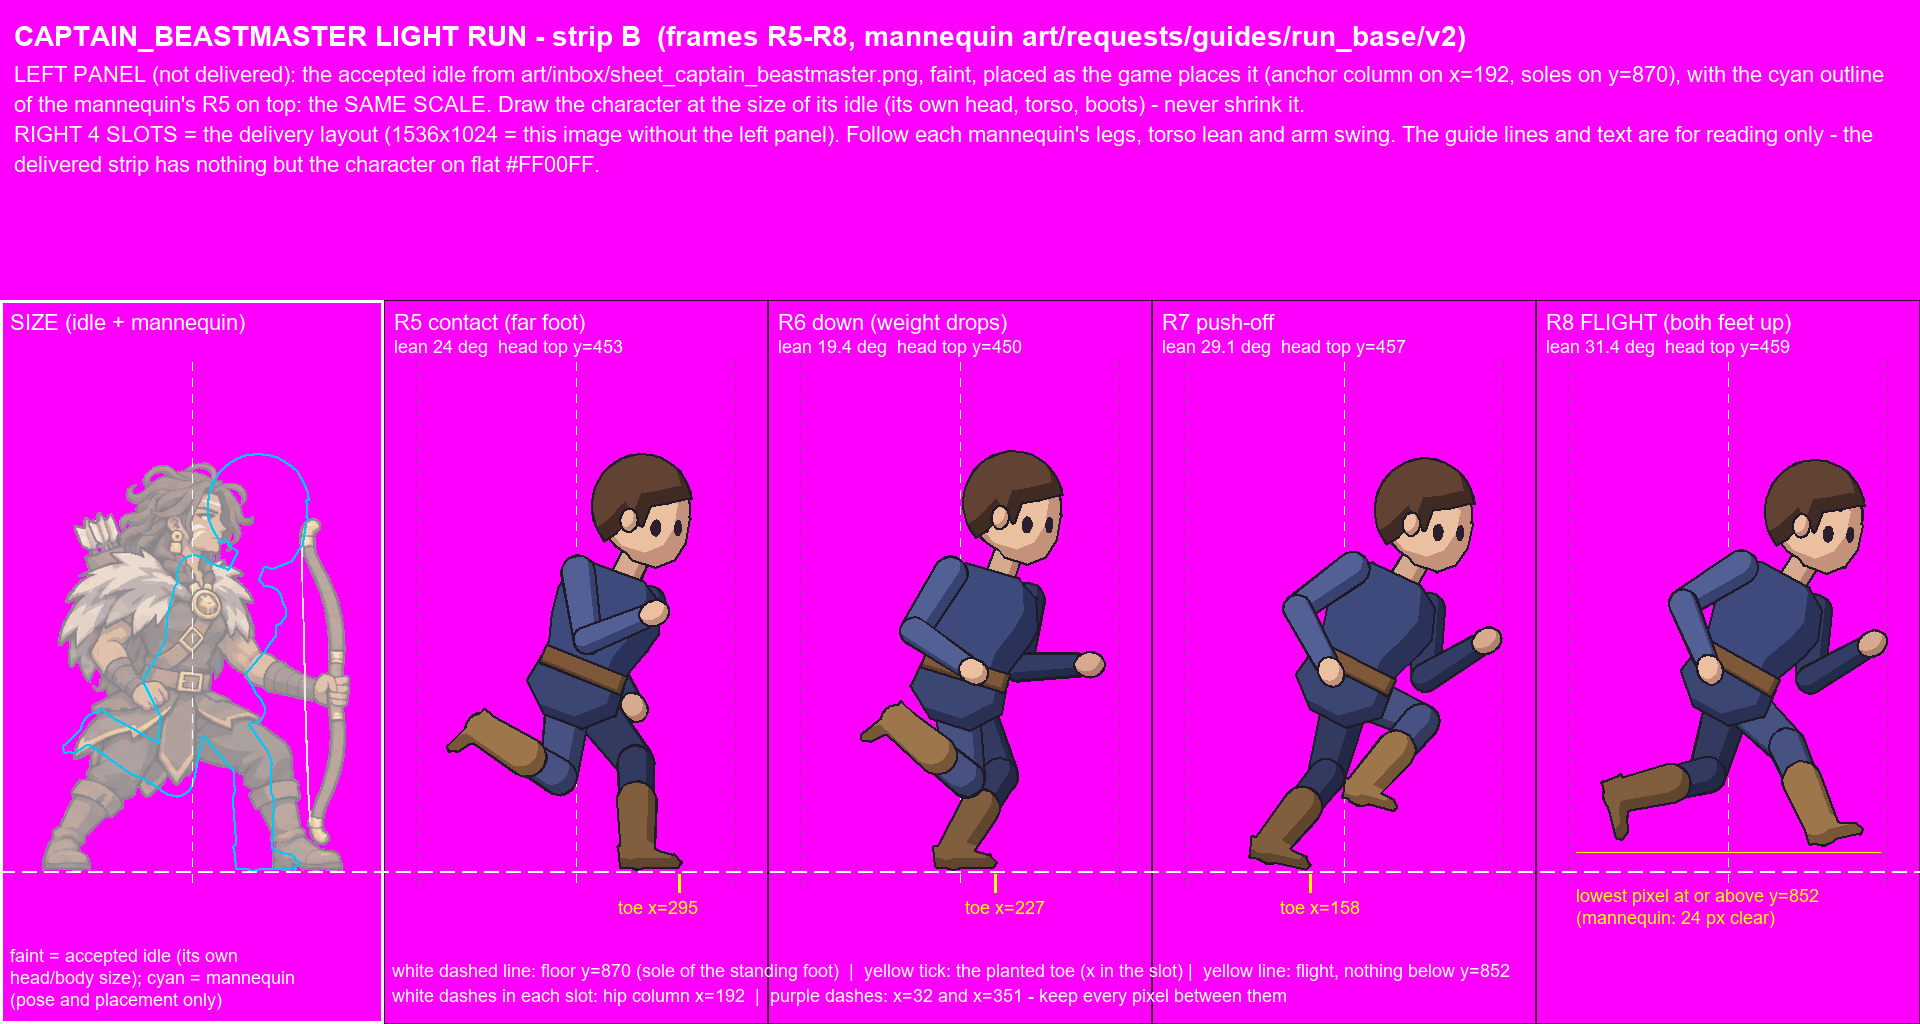 CAPTAIN_BEASTMASTER LIGHT RUN - strip B  (frames R5-R8, mannequin art/requests/guides/run_base/v2)
LEFT PANEL (not delivered): the accepted idle from art/inbox/sheet_captain_beastmaster.png, faint, placed as the game places it (anchor column on x=192, soles on y=870), with the cyan outline
of the mannequin's R5 on top: the SAME SCALE. Draw the character at the size of its idle (its own head, torso, boots) - never shrink it.
RIGHT 4 SLOTS = the delivery layout (1536x1024 = this image without the left panel). Follow each mannequin's legs, torso lean and arm swing. The guide lines and text are for reading only - the
delivered strip has nothing but the character on flat #FF00FF.
SIZE (idle + mannequin)
R5 contact (far foot)
lean 24 deg  head top y=453
R6 down (weight drops)
lean 19.4 deg  head top y=450
R7 push-off
lean 29.1 deg  head top y=457
R8 FLIGHT (both feet up)
lean 31.4 deg  head top y=459
toe x=295
toe x=227
toe x=158
lowest pixel at or above y=852
(mannequin: 24 px clear)
faint = accepted idle (its own
head/body size); cyan = mannequin
(pose and placement only)
white dashed line: floor y=870 (sole of the standing foot)  |  yellow tick: the planted toe (x in the slot) |  yellow line: flight, nothing below y=852
white dashes in each slot: hip column x=192  |  purple dashes: x=32 and x=351 - keep every pixel between them